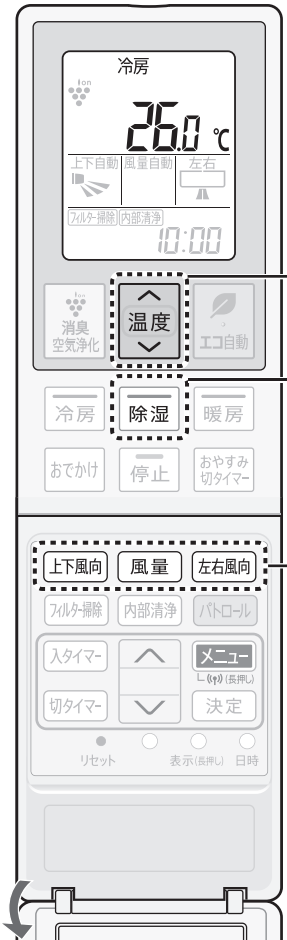 冷房
ion
26.0 ℃
上下自動 風量自動 左右
フィルター掃除 内部清浄
10:00
ion
消臭
空気浄化
温度
エコ自動
冷房 除湿 暖房
おでかけ 停止 おやすみ
切タイマー
上下風向 風量 左右風向
フィルター掃除 内部清浄 パトロール
入タイマー メニュー
(長押し)
切タイマー 決定
リセット 表示(長押し) 日時